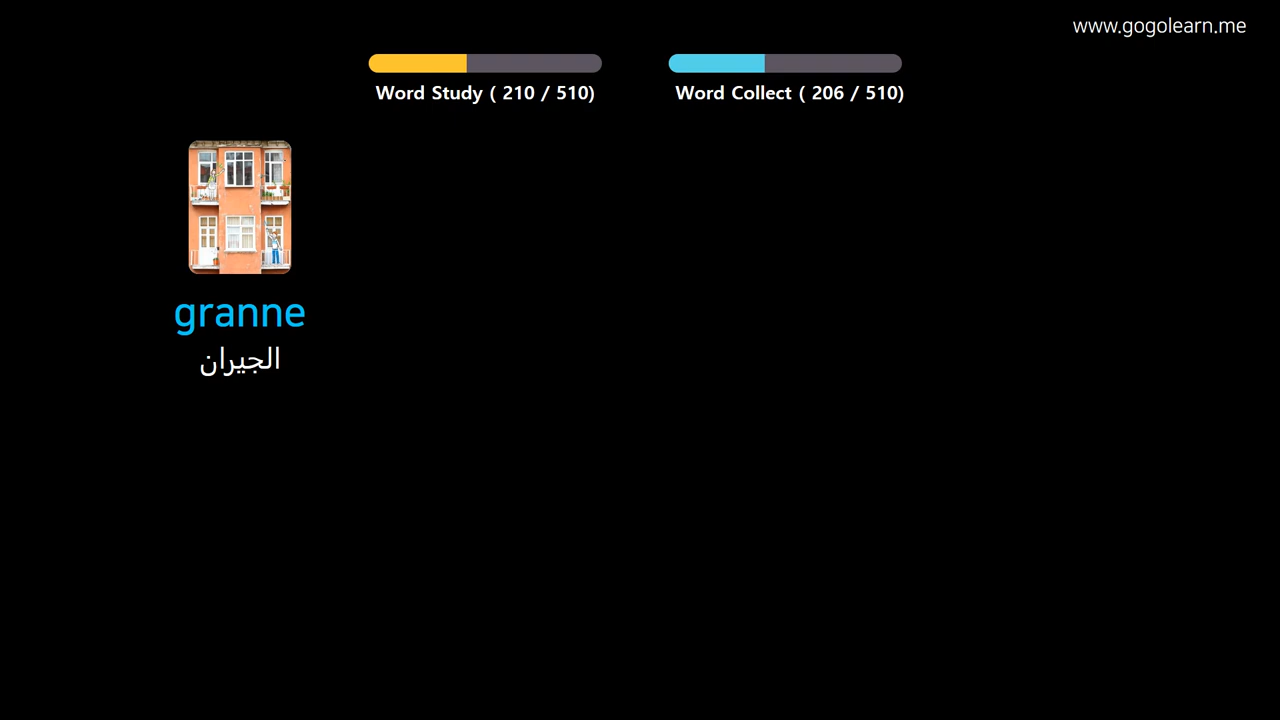 www.gogolearn.me
Word Study ( 210 / 510)
Word Collect ( 206 / 510)
granne
الجيران